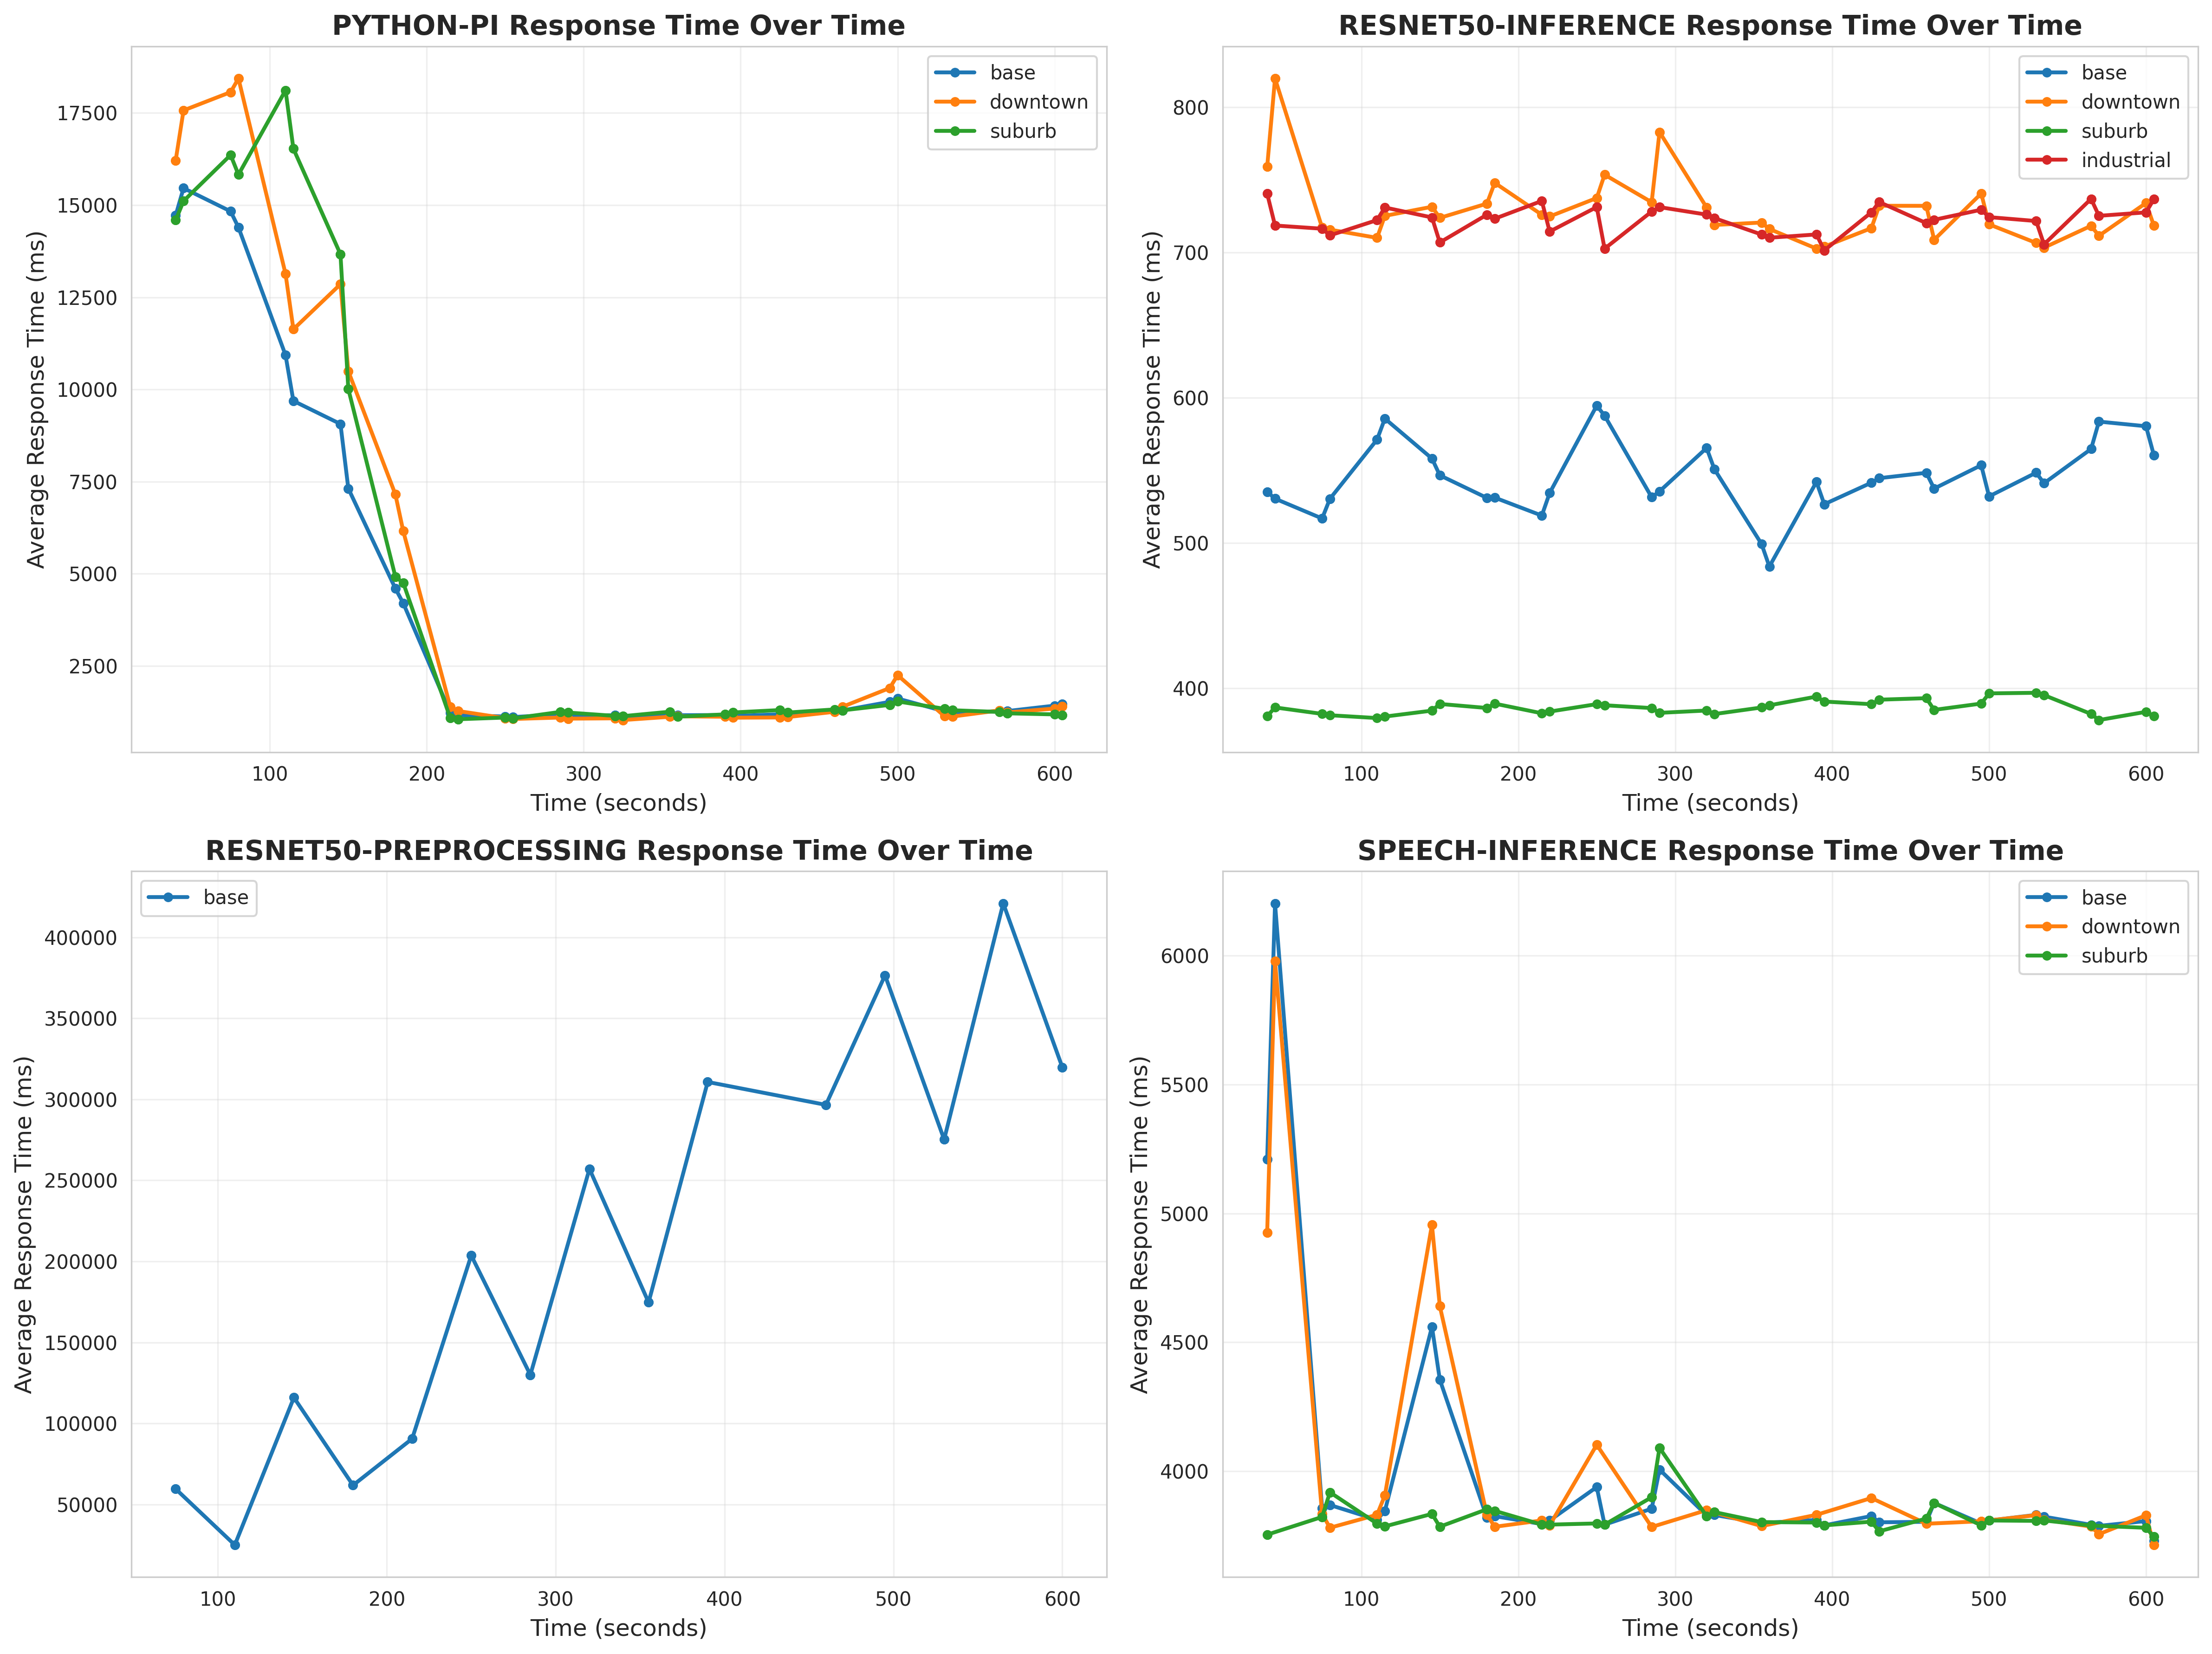 PYTHON-PI Response Time Over Time
base
downtown
suburb
17500
15000
12500
10000
7500
5000
2500
Average Response Time (ms)
100 200 300 400 500 600
Time (seconds)
RESNET50-INFERENCE Response Time Over Time
base
downtown
suburb
industrial
800
700
600
500
400
Average Response Time (ms)
100 200 300 400 500 600
Time (seconds)
RESNET50-PREPROCESSING Response Time Over Time
base
400000
350000
300000
250000
200000
150000
100000
50000
Average Response Time (ms)
100 200 300 400 500 600
Time (seconds)
SPEECH-INFERENCE Response Time Over Time
base
downtown
suburb
6000
5500
5000
4500
4000
Average Response Time (ms)
100 200 300 400 500 600
Time (seconds)